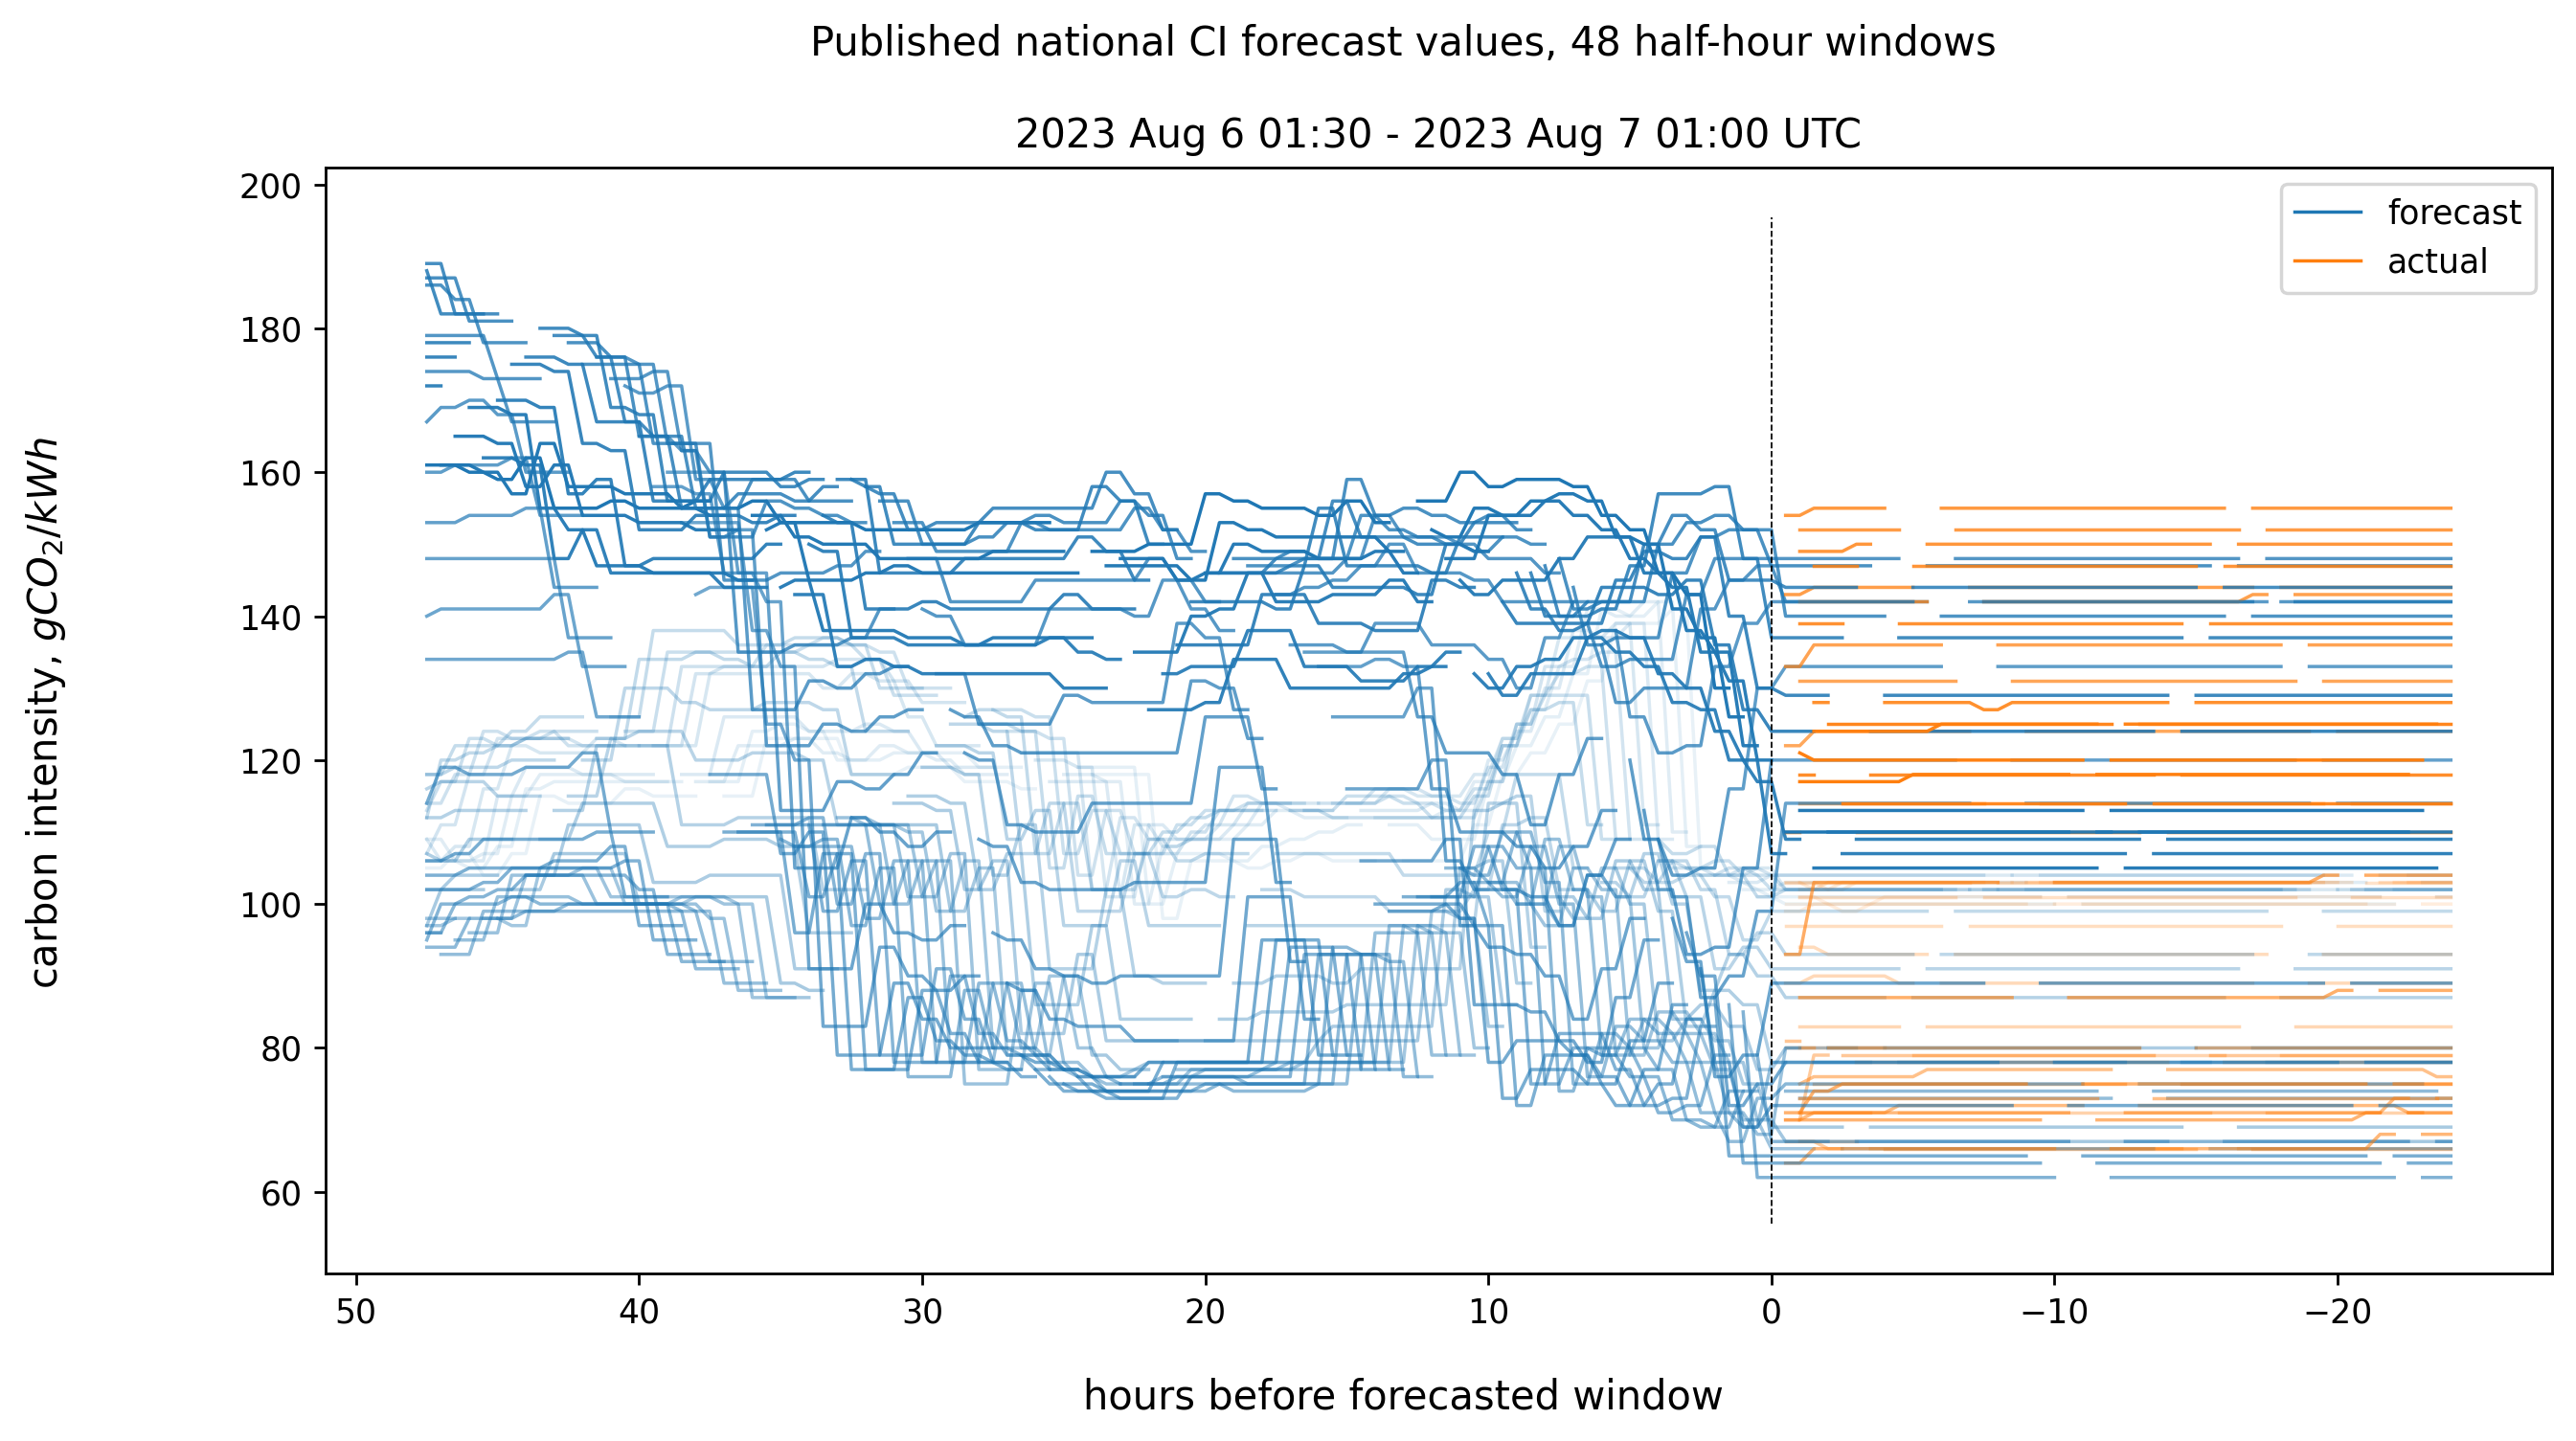 Published national CI forecast values, 48 half-hour windows
2023 Aug 6 01:30 - 2023 Aug 7 01:00 UTC
forecast
actual
carbon intensity, gCO₂/kWh
200
180
160
140
120
100
80
60
50 40 30 20 10 0 −10 −20
hours before forecasted window